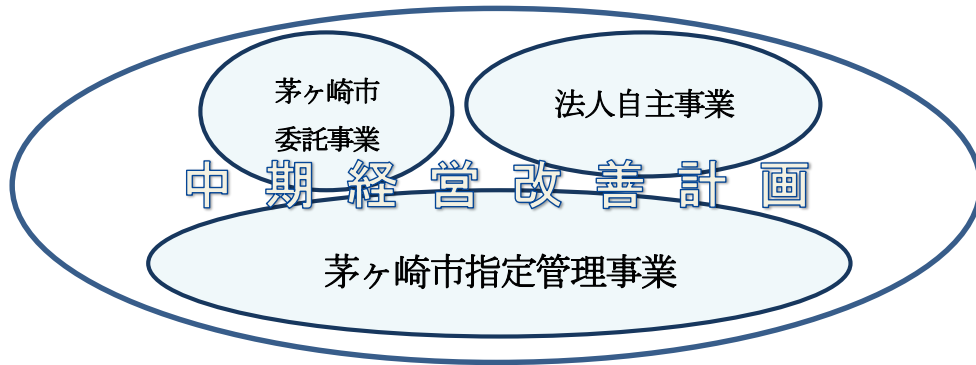 茅ヶ崎市
委託事業
法人自主事業
中期経営改善計画
茅ヶ崎市指定管理事業